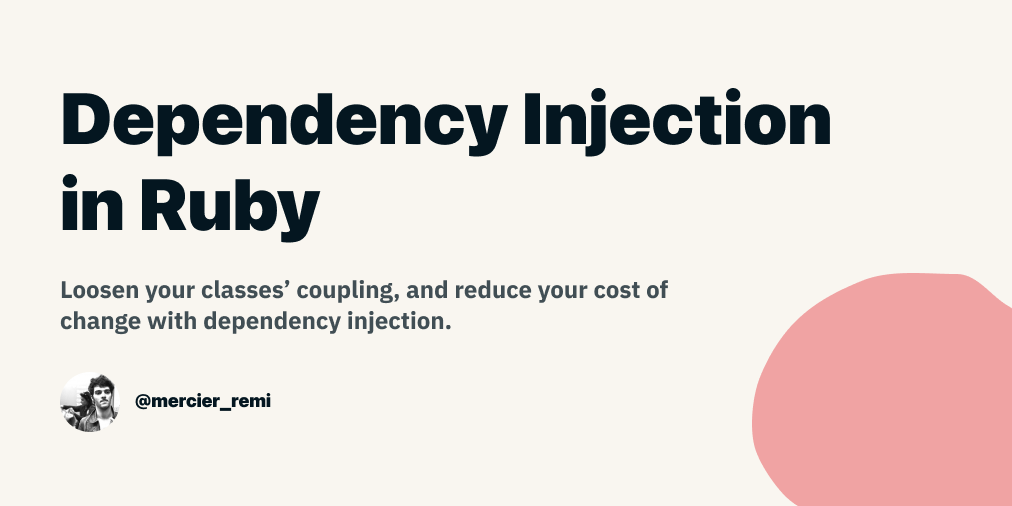 Dependency Injection
in Ruby
Loosen your classes’ coupling, and reduce your cost of
change with dependency injection.
@mercier_remi